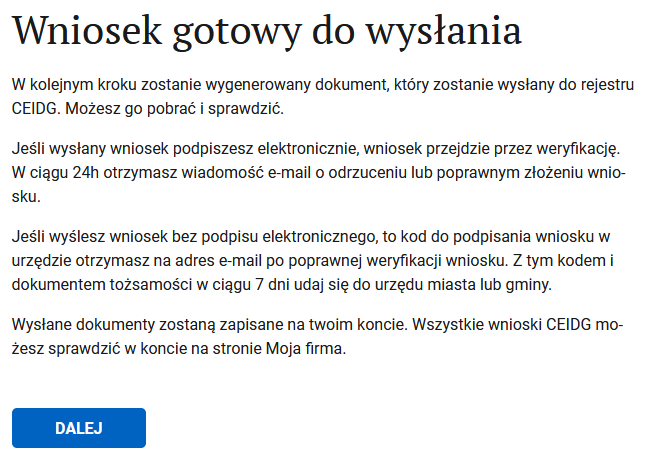 Wniosek gotowy do wysłania
W kolejnym kroku zostanie wygenerowany dokument, który zostanie wysłany do rejestru
CEIDG. Możesz go pobrać i sprawdzić.
Jeśli wysłany wniosek podpiszesz elektronicznie, wniosek przejdzie przez weryfikację.
W ciągu 24h otrzymasz wiadomość e-mail o odrzuceniu lub poprawnym złożeniu wnio-
sku.
Jeśli wyślesz wniosek bez podpisu elektronicznego, to kod do podpisania wniosku w
urzędzie otrzymasz na adres e-mail po poprawnej weryfikacji wniosku. Z tym kodem i
dokumentem tożsamości w ciągu 7 dni udaj się do urzędu miasta lub gminy.
Wysłane dokumenty zostaną zapisane na twoim koncie. Wszystkie wnioski CEIDG mo-
żesz sprawdzić w koncie na stronie Moja firma.
DALEJ